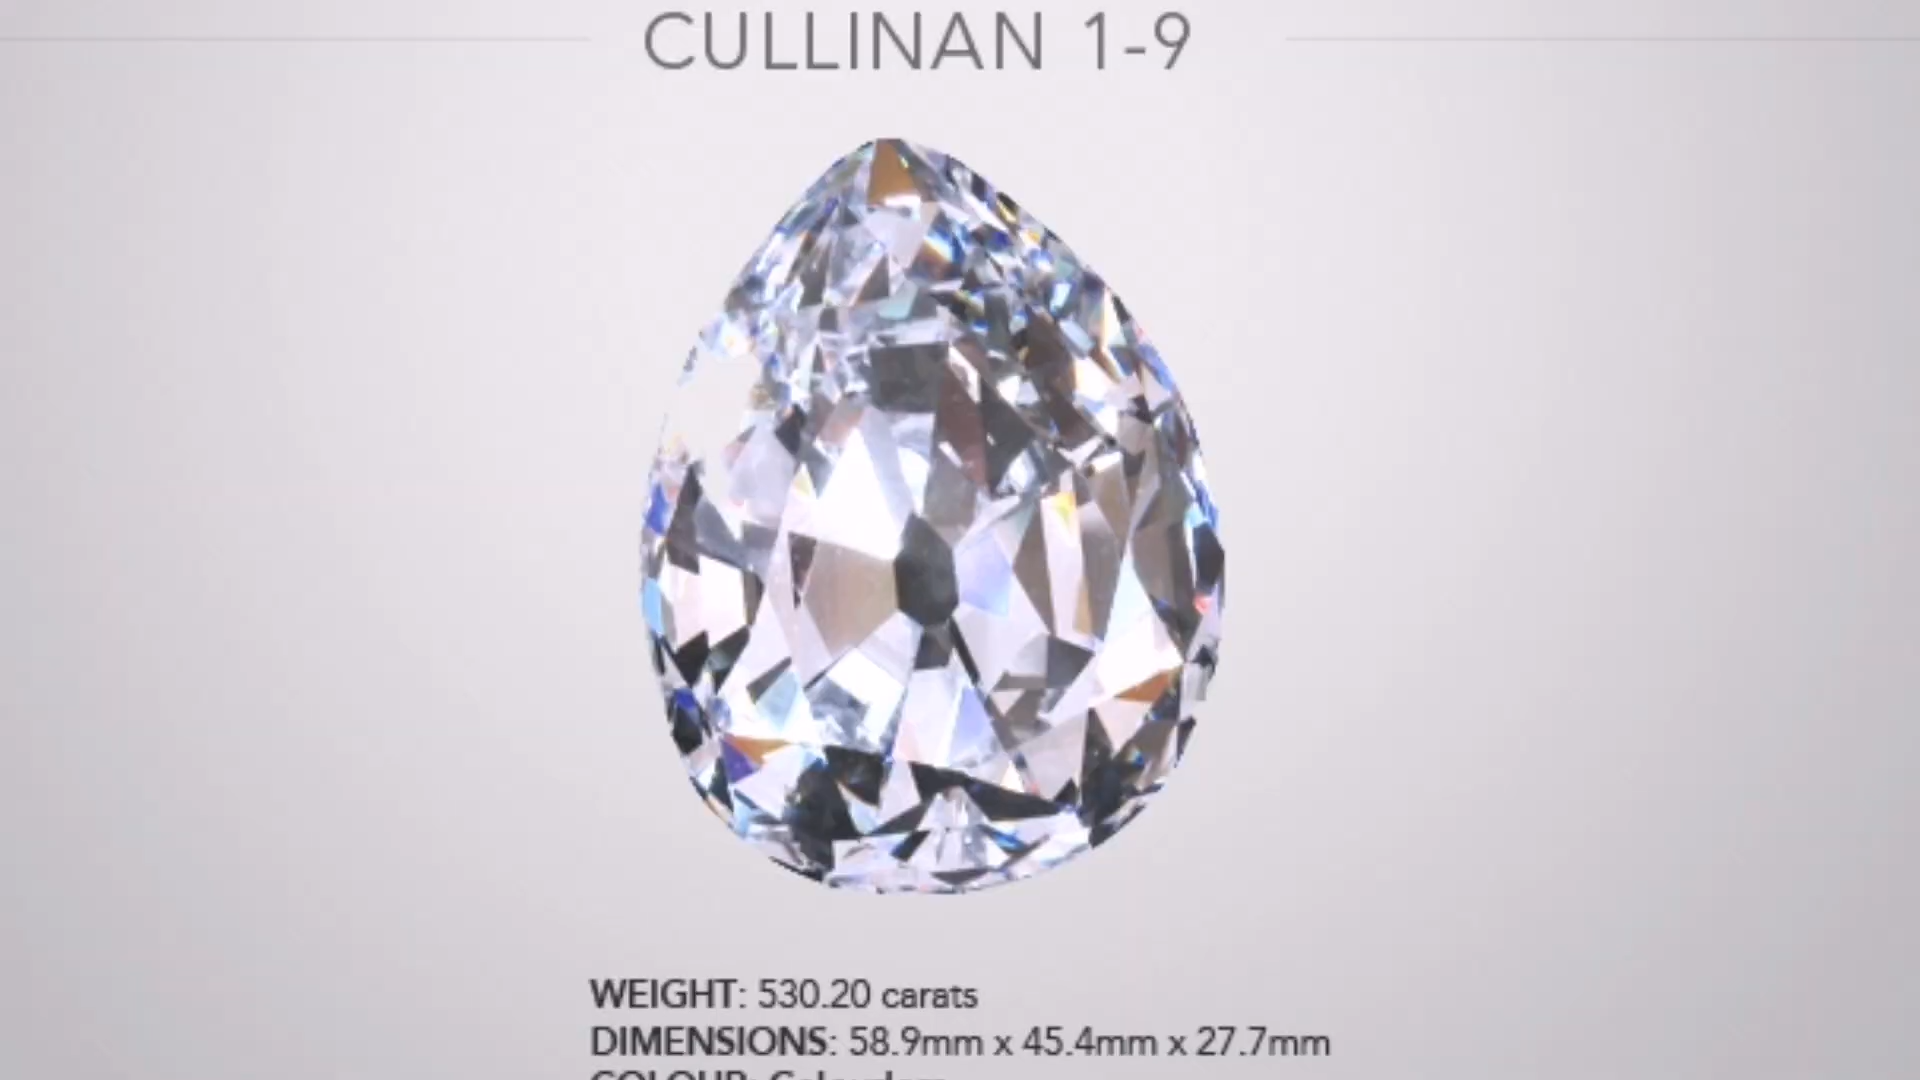 CULLINAN 1-9
WEIGHT: 530.20 carats
DIMENSIONS: 58.9mm x 45.4mm x 27.7mm